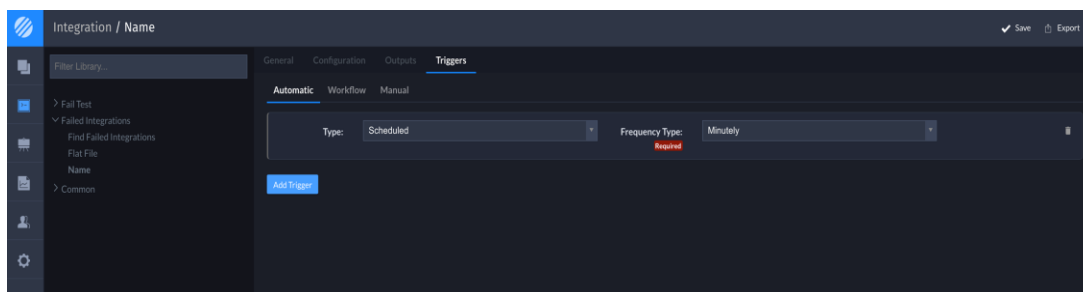 Integration / Name
Save
Export
Filter Library...
General Configuration Outputs Triggers
Automatic Workflow Manual
Fail Test
Failed Integrations
Find Failed Integrations
Flat File
Name
Common
Type: Scheduled
Frequency Type: Minutely
Required
Add Trigger